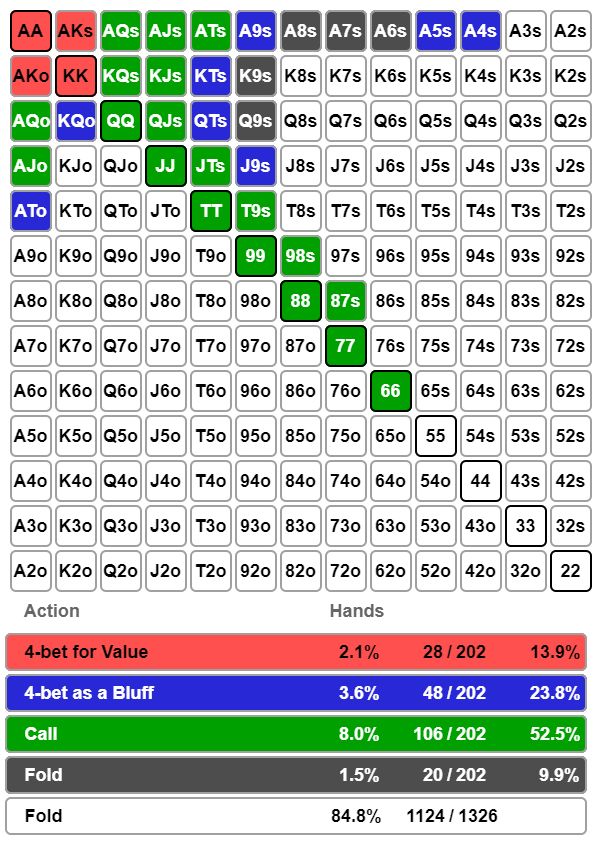 AA AKs AQs AJs ATs A9s A8s A7s A6s A5s A4s A3s A2s
AKo KK KQs KJs KTs K9s K8s K7s K6s K5s K4s K3s K2s
AQo KQo QQ QJs QTs Q9s Q8s Q7s Q6s Q5s Q4s Q3s Q2s
AJo KJo QJo JJ JTs J9s J8s J7s J6s J5s J4s J3s J2s
ATo KTo QTo JTo TT T9s T8s T7s T6s T5s T4s T3s T2s
A9o K9o Q9o J9o T9o 99 98s 97s 96s 95s 94s 93s 92s
A8o K8o Q8o J8o T8o 98o 88 87s 86s 85s 84s 83s 82s
A7o K7o Q7o J7o T7o 97o 87o 77 76s 75s 74s 73s 72s
A6o K6o Q6o J6o T6o 96o 86o 76o 66 65s 64s 63s 62s
A5o K5o Q5o J5o T5o 95o 85o 75o 65o 55 54s 53s 52s
A4o K4o Q4o J4o T4o 94o 84o 74o 64o 54o 44 43s 42s
A3o K3o Q3o J3o T3o 93o 83o 73o 63o 53o 43o 33 32s
A2o K2o Q2o J2o T2o 92o 82o 72o 62o 52o 42o 32o 22
Action Hands
4-bet for Value 2.1% 28 / 202 13.9%
4-bet as a Bluff 3.6% 48 / 202 23.8%
Call 8.0% 106 / 202 52.5%
Fold 1.5% 20 / 202 9.9%
Fold 84.8% 1124 / 1326